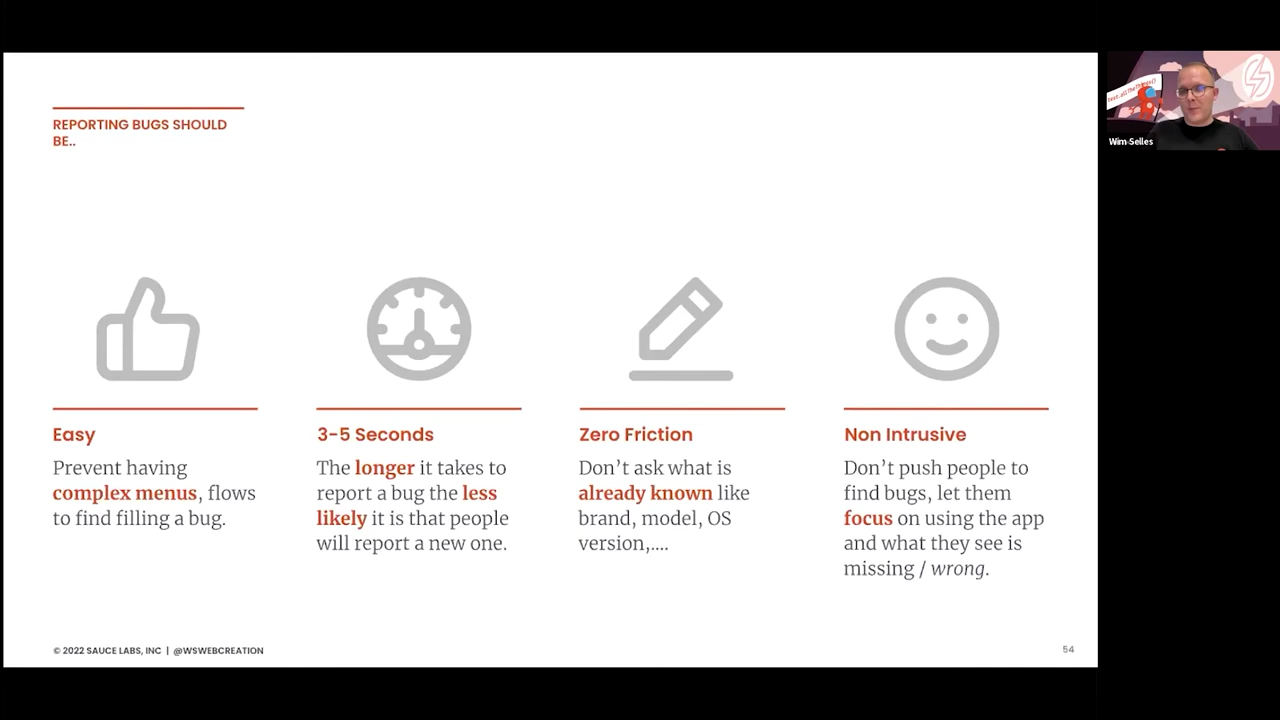 REPORTING BUGS SHOULD
BE..
Easy
Prevent having
complex menus, flows
to find filling a bug.
3-5 Seconds
The longer it takes to
report a bug the less
likely it is that people
will report a new one.
Zero Friction
Don’t ask what is
already known like
brand, model, OS
version,....
Non Intrusive
Don’t push people to
find bugs, let them
focus on using the app
and what they see is
missing / wrong.
© 2022 SAUCE LABS, INC | @WSWEBCREATION
54
Wim Selles